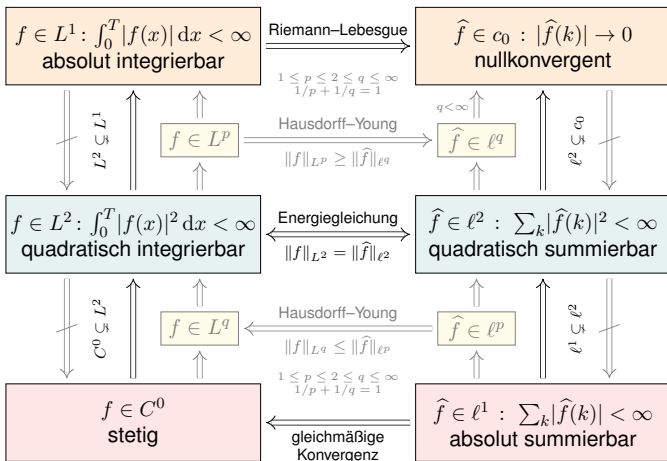 f ∈ L¹ : ∫₀ᵀ|f(x)| dx < ∞
absolut integrierbar
Riemann–Lebesgue
f̂ ∈ c₀ : |f̂(k)| → 0
nullkonvergent
1 ≤ p ≤ 2 ≤ q ≤ ∞
1/p + 1/q = 1
L² ⊊ L¹
f ∈ Lᵖ
Hausdorff–Young
‖f‖_{Lᵖ} ≥ ‖f̂‖_{ℓ^q}
q<∞
f̂ ∈ ℓ^q
ℓ² ⊊ c₀
f ∈ L² : ∫₀ᵀ|f(x)|² dx < ∞
quadratisch integrierbar
Energiegleichung
‖f‖_{L²} = ‖f̂‖_{ℓ²}
f̂ ∈ ℓ² : ∑ₖ|f̂(k)|² < ∞
quadratisch summierbar
C⁰ ⊊ L²
f ∈ L^q
Hausdorff–Young
‖f‖_{L^q} ≤ ‖f̂‖_{ℓᵖ}
f̂ ∈ ℓᵖ
ℓ¹ ⊊ ℓ²
1 ≤ p ≤ 2 ≤ q ≤ ∞
1/p + 1/q = 1
f ∈ C⁰
stetig
gleichmäßige
Konvergenz
f̂ ∈ ℓ¹ : ∑ₖ|f̂(k)| < ∞
absolut summierbar